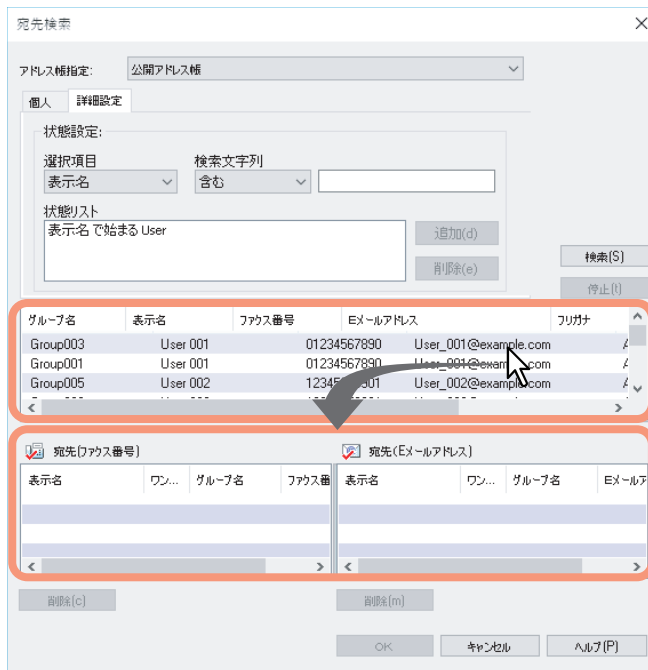 宛先検索
アドレス帳指定: 公開アドレス帳
個人 詳細設定
状態設定:
選択項目 検索文字列
表示名 含む
状態リスト
表示名 で始まる User
追加(d)
削除(e)
検索(S)
停止(t)
グループ名 表示名 ファクス番号 Eメールアドレス フリガナ
Group003 User 001 01234567890 User_001@example.com
Group001 User 001 01234567890 User_001@example.com
Group005 User 002 User_002@example.com
宛先(ファクス番号) 宛先(Eメールアドレス)
表示名 ワン... グループ名 ファクス番 表示名 ワン... グループ名 Eメールア
削除(c) 削除(m)
OK キャンセル ヘルプ(P)